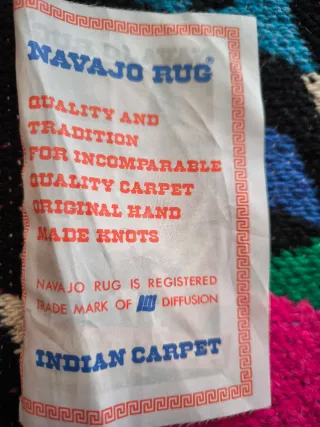 NAVAJO RUG®
QUALITY AND
TRADITION
FOR INCOMPARABLE
QUALITY CARPET
ORIGINAL HAND
MADE KNOTS
NAVAJO RUG IS REGISTERED
TRADE MARK OF DIFFUSION
INDIAN CARPET